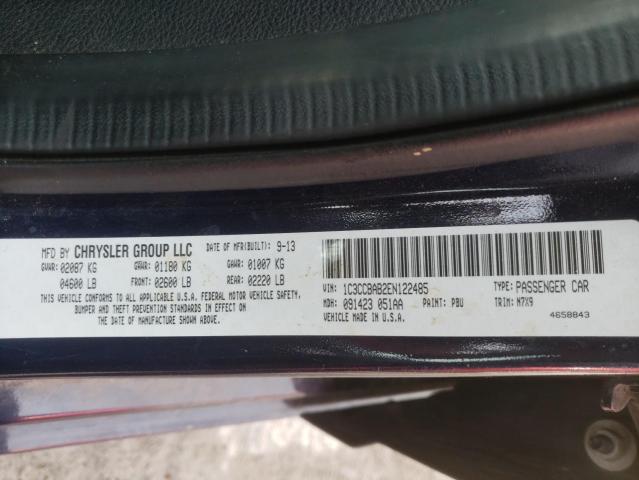 MFD BY CHRYSLER GROUP LLC DATE OF MFR(BUILT): 9-13
GVWR: 02087 KG GAWR: 01180 KG GAWR: 01007 KG
04600 LB FRONT: 02600 LB REAR: 02220 LB
THIS VEHICLE CONFORMS TO ALL APPLICABLE U.S.A. FEDERAL MOTOR VEHICLE SAFETY,
BUMPER AND THEFT PREVENTION STANDARDS IN EFFECT ON
THE DATE OF MANUFACTURE SHOWN ABOVE.
VIN: 1C3CCBAB2EN122485 TYPE: PASSENGER CAR
MDH: 091423 051AA PAINT: PBU TRIM: M7X9
VEHICLE MADE IN U.S.A. 4658843